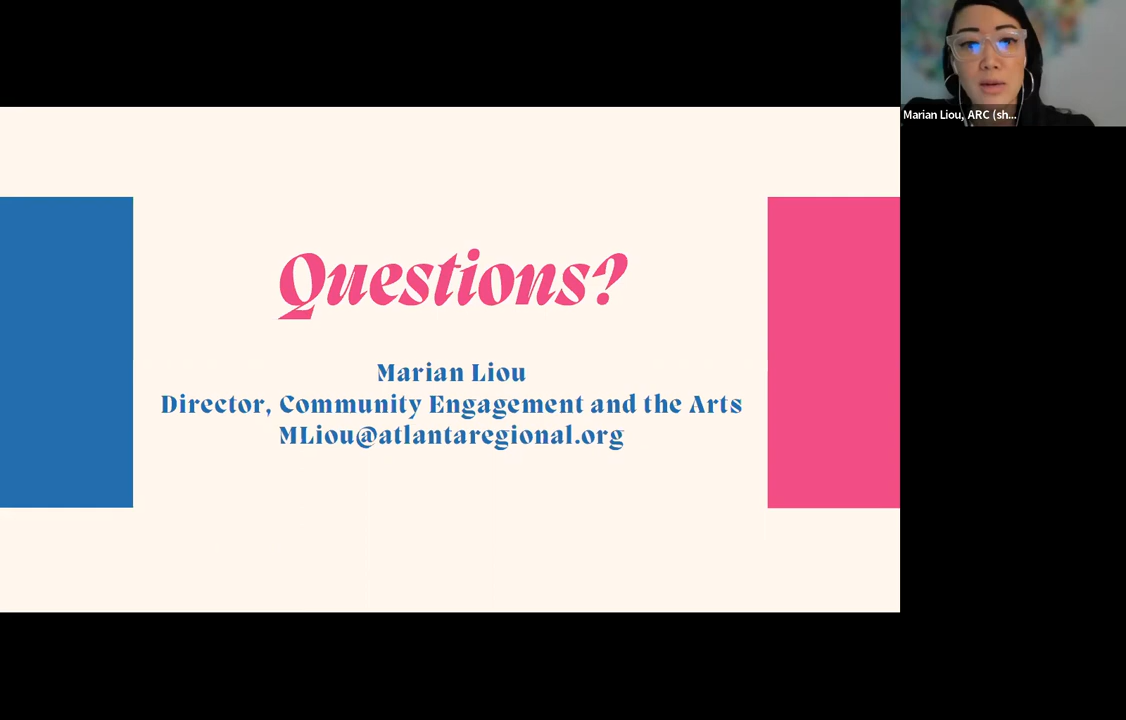 Marian Liou, ARC (sh...
Questions?
Marian Liou
Director, Community Engagement and the Arts
MLiou@atlantaregional.org